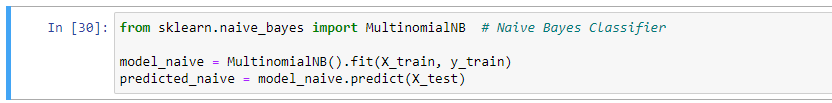 In [30]: from sklearn.naive_bayes import MultinomialNB  # Naive Bayes Classifier
model_naive = MultinomialNB().fit(X_train, y_train)
predicted_naive = model_naive.predict(X_test)